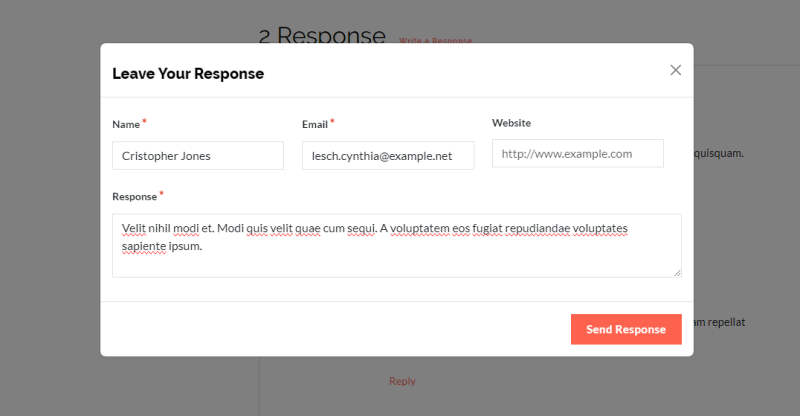 2 Response Write a Response
Leave Your Response
Name * Email * Website
Cristopher Jones lesch.cynthia@example.net http://www.example.com
quisquam.
Response *
Velit nihil modi et. Modi quis velit quae cum sequi. A voluptatem eos fugiat repudiandae voluptates
sapiente ipsum.
repellat
Send Response
Reply